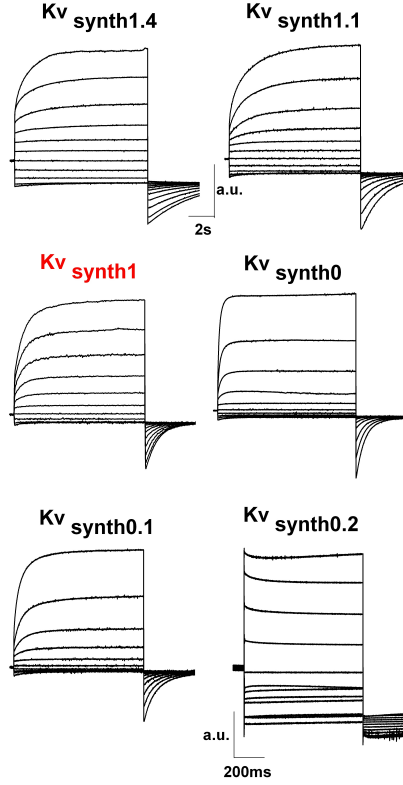 Kv synth1.4
Kv synth1.1
a.u.
2s
Kv synth1
Kv synth0
Kv synth0.1
Kv synth0.2
a.u.
200ms